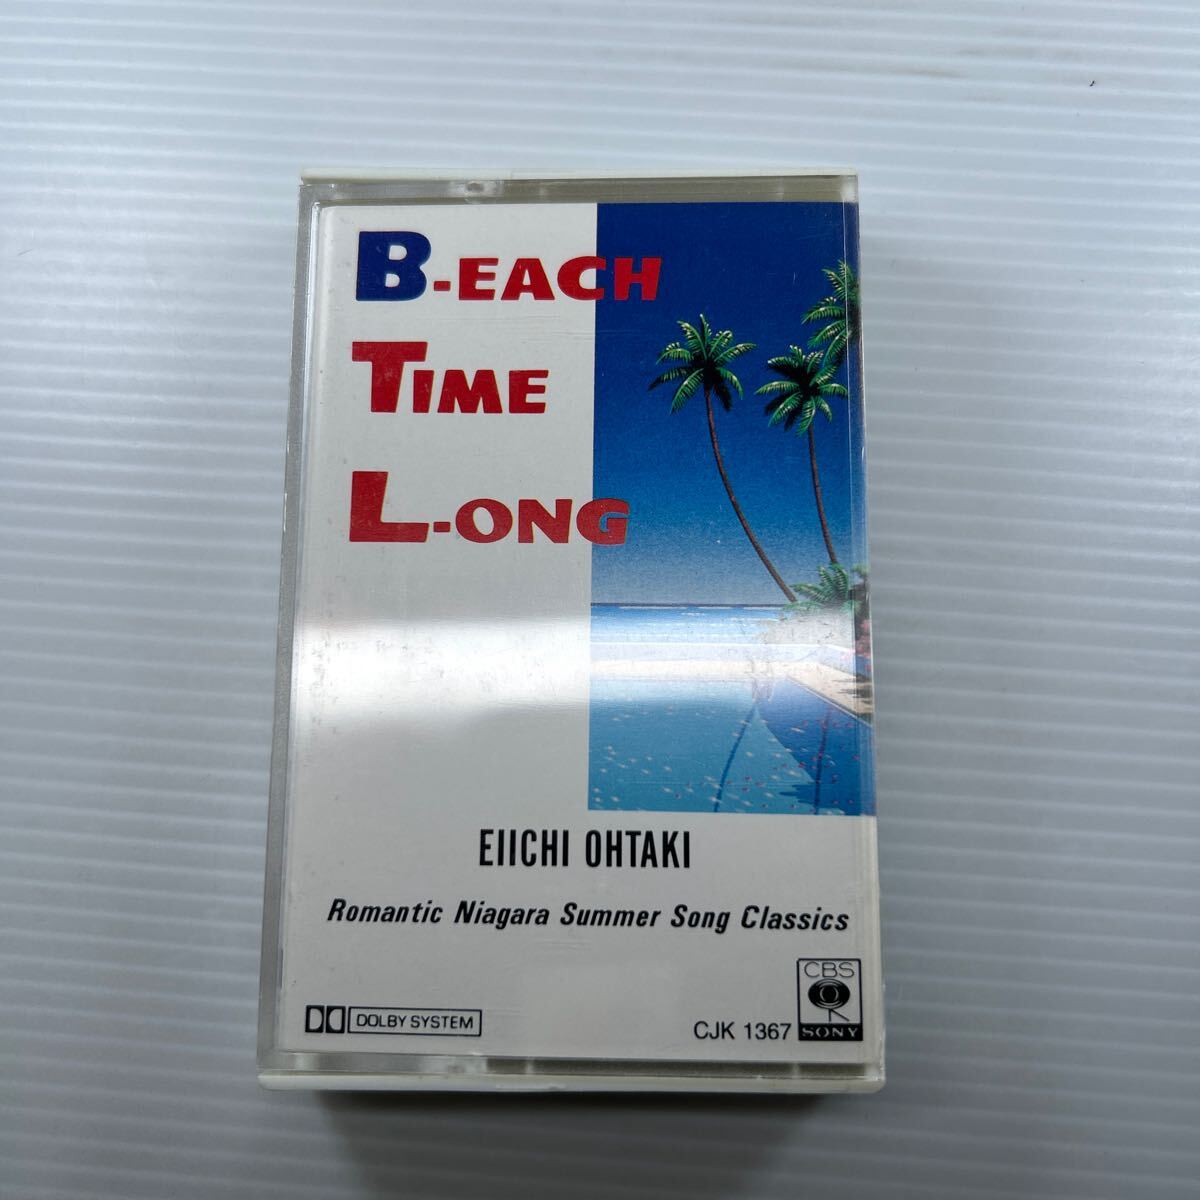 B-EACH
TIME
L-ONG
EIICHI OHTAKI
Romantic Niagara Summer Song Classics
DOLBY SYSTEM
CJK 1367
CBS
SONY